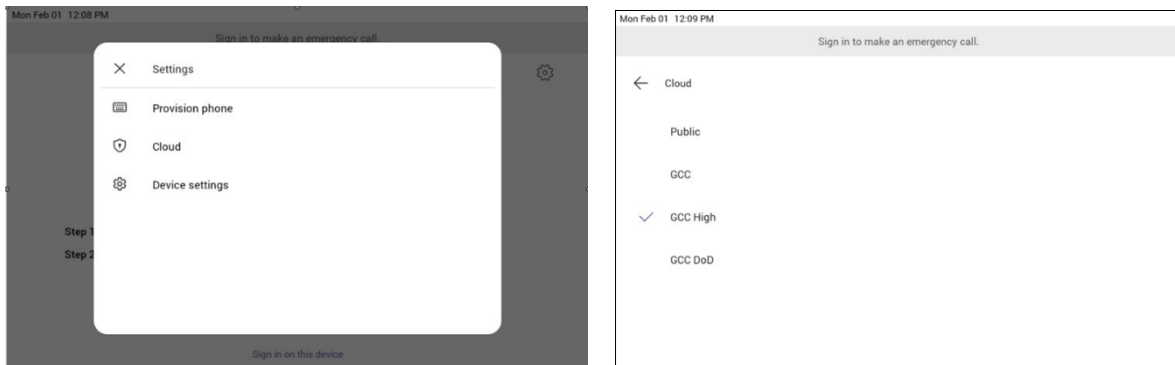 Mon Feb 01 12:08 PM
Sign in to make an emergency call.
Settings
Provision phone
Cloud
Device settings
Step 1
Step 2
Sign in on this device
Mon Feb 01 12:09 PM
Sign in to make an emergency call.
Cloud
Public
GCC
GCC High
GCC DoD